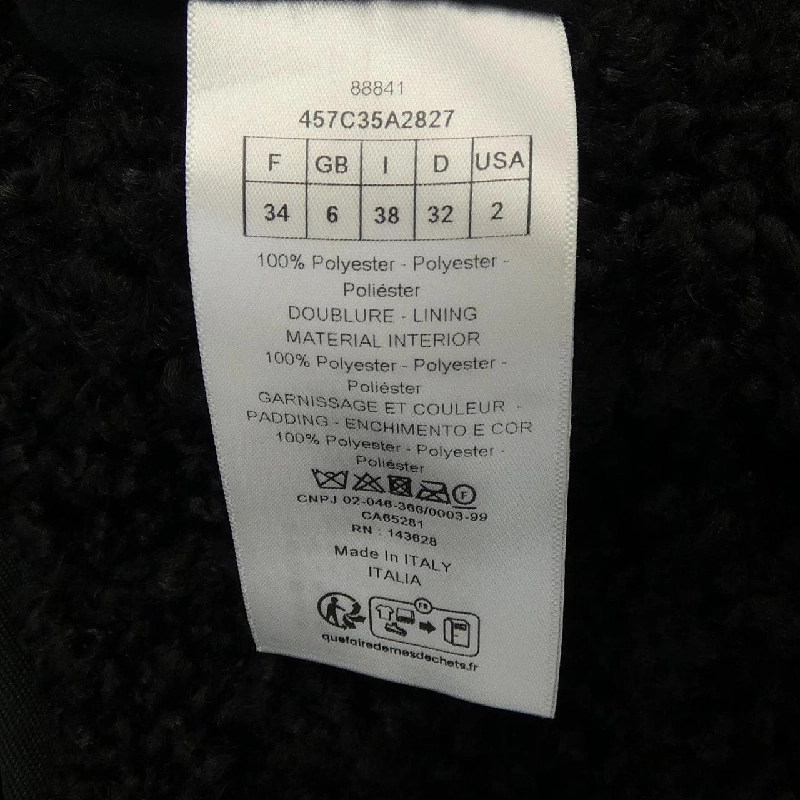 88841
457C35A2827
F GB I D USA
34 6 38 32 2
100% Polyester - Polyester -
Poliéster
DOUBLURE - LINING
MATERIAL INTERIOR
100% Polyester - Polyester -
Poliéster
GARNISSAGE ET COULEUR -
PADDING - ENCHIMENTO E COR
100% Polyester - Polyester -
Poliéster
F
CNPJ 02-046-366/0003-99
CA65281
RN : 143628
Made In ITALY
ITALIA
FR
quefairedemesdechets.fr